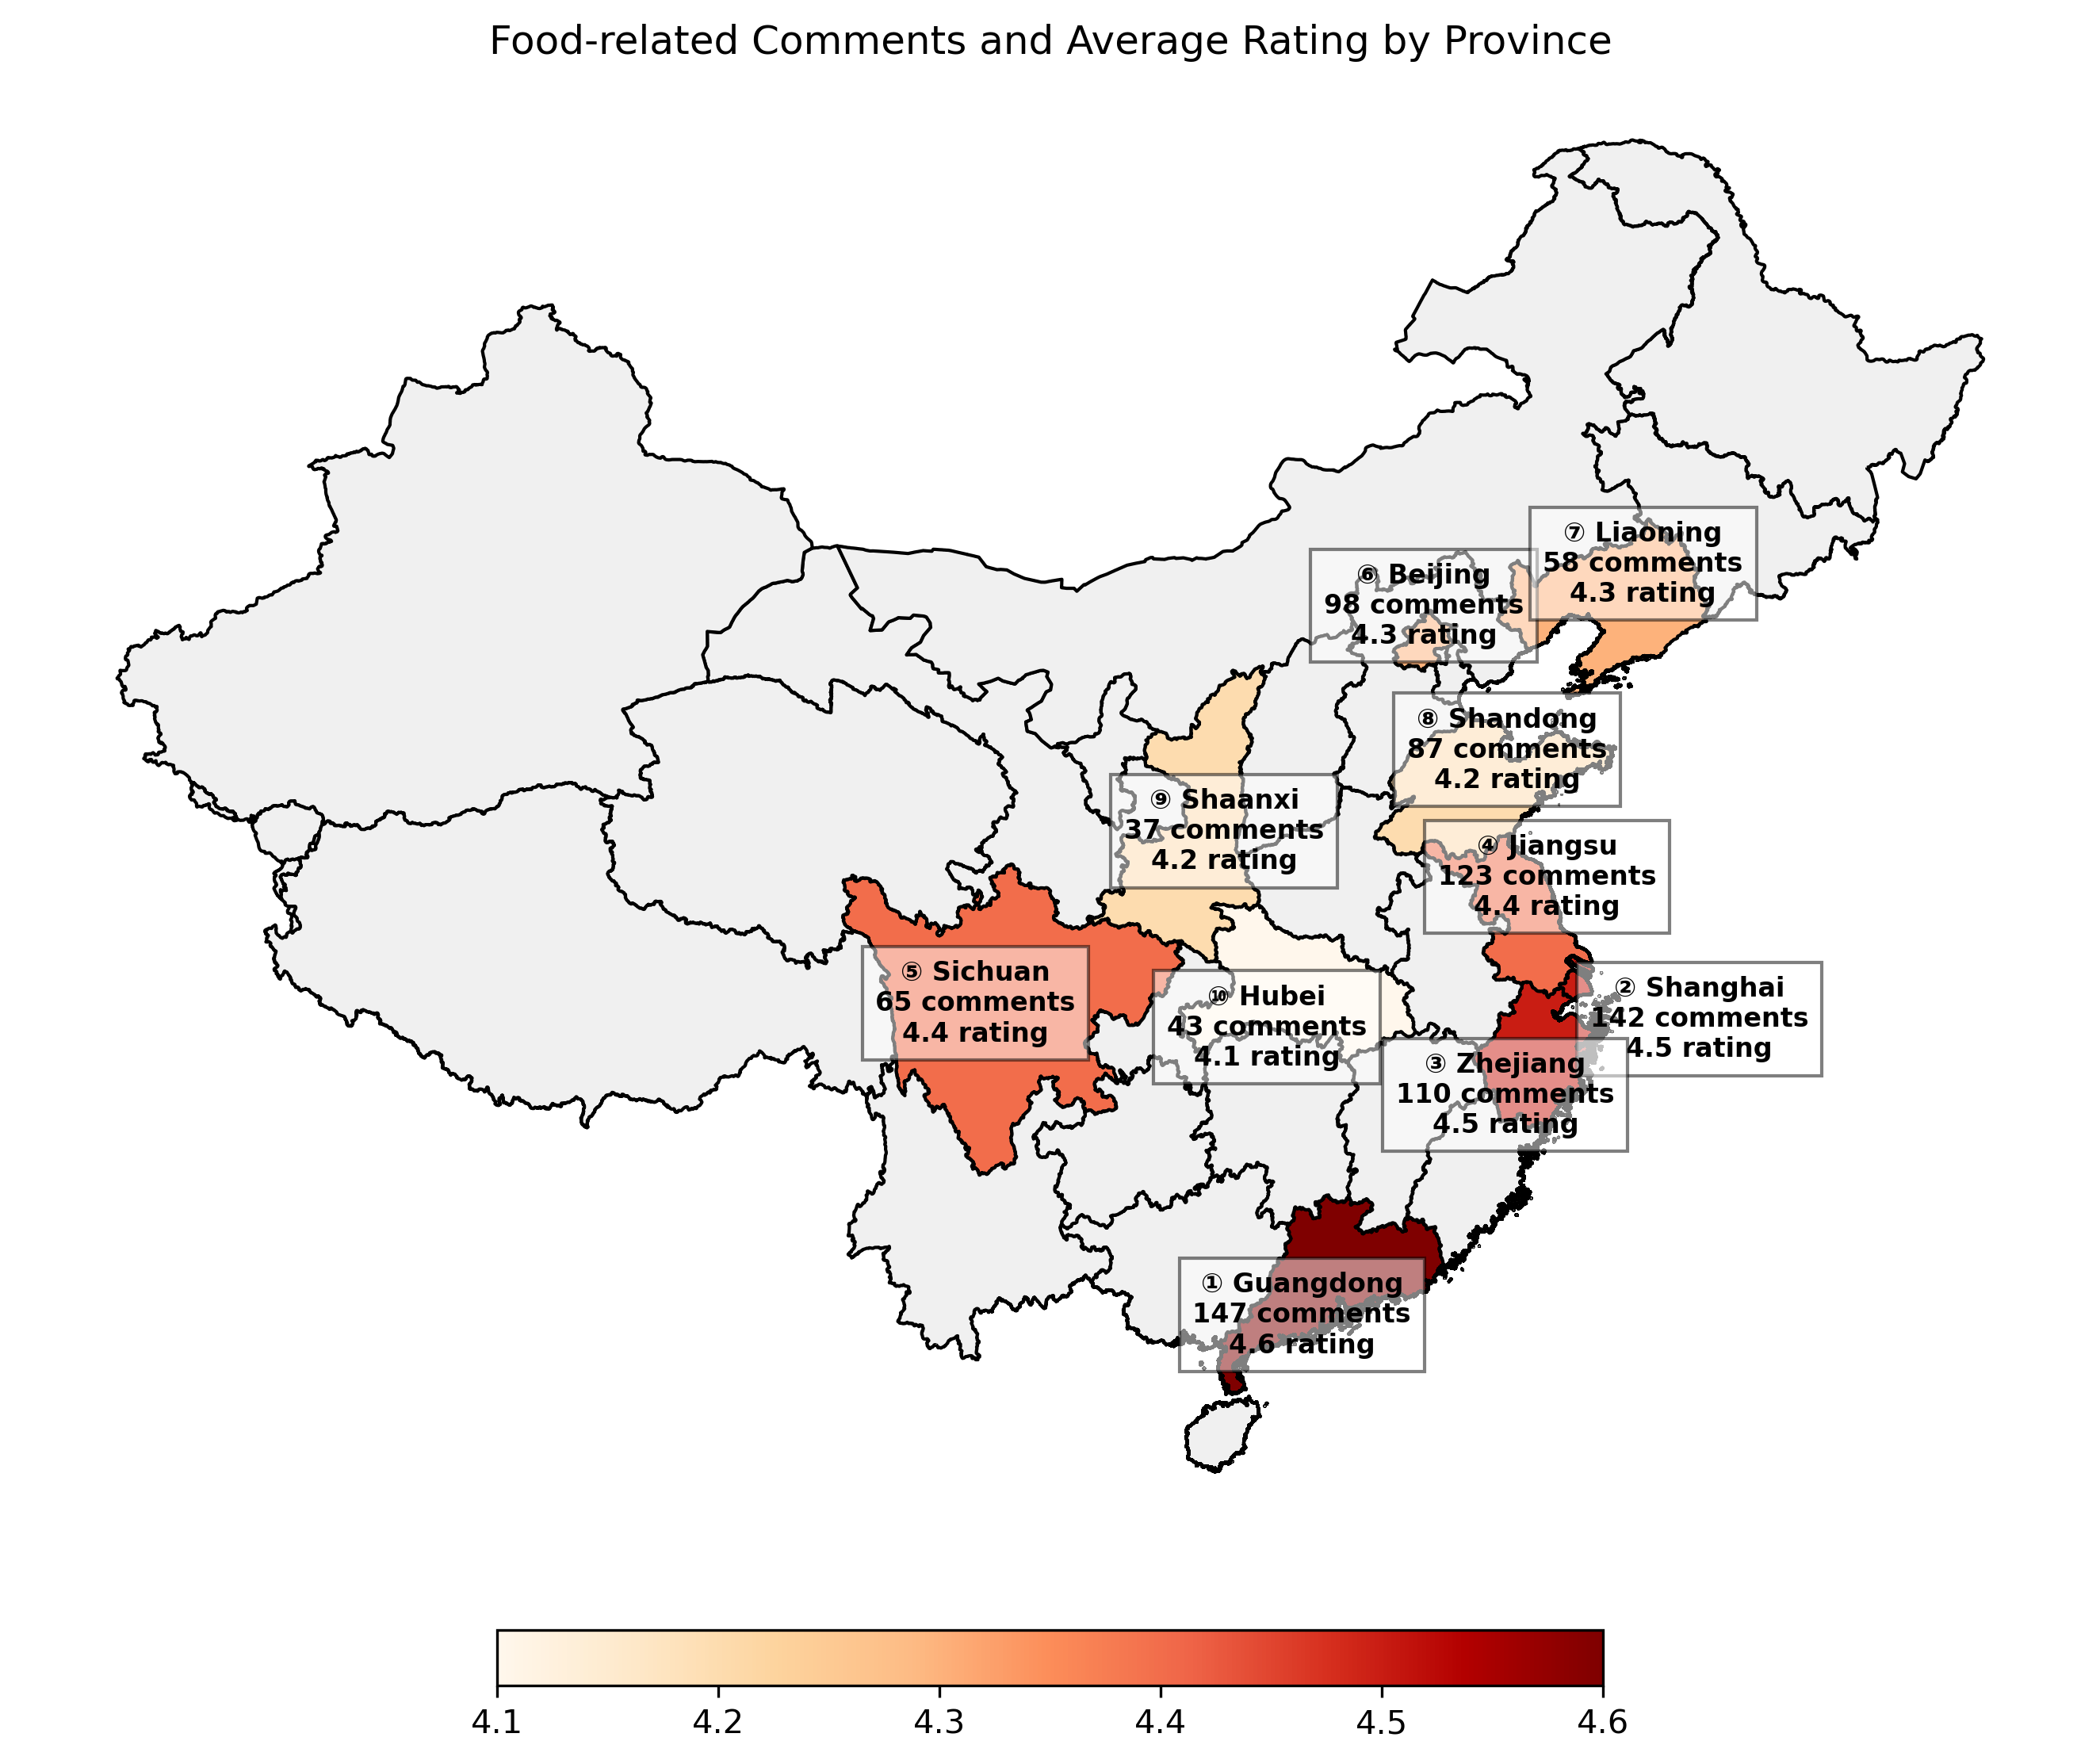 Food-related Comments and Average Rating by Province
⑦ Liaoning
58 comments
4.3 rating
⑥ Beijing
98 comments
4.3 rating
⑧ Shandong
87 comments
4.2 rating
⑨ Shaanxi
37 comments
4.2 rating
④ Jiangsu
123 comments
4.4 rating
⑤ Sichuan
65 comments
4.4 rating
⑩ Hubei
43 comments
4.1 rating
② Shanghai
142 comments
4.5 rating
③ Zhejiang
110 comments
4.5 rating
① Guangdong
147 comments
4.6 rating
4.1 4.2 4.3 4.4 4.5 4.6